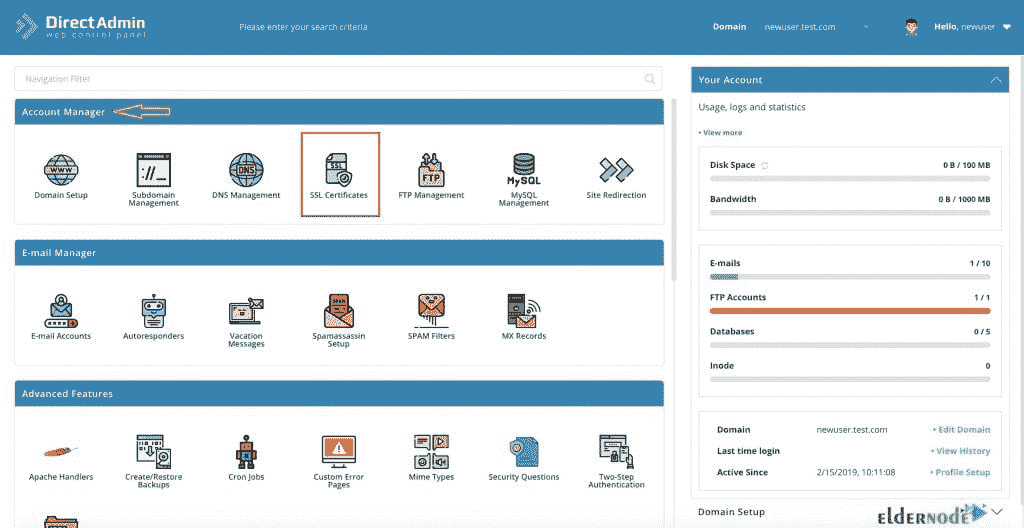 DirectAdmin
web control panel
Please enter your search criteria
Domain newuser.test.com
Hello, newuser
Navigation Filter
Account Manager
WWW
Domain Setup
://_
Subdomain
Management
DNS
DNS Management
SSL
SSL Certificates
FTP
FTP Management
MySQL
MySQL
Management
Site Redirection
E-mail Manager
E-mail Accounts
Autoresponders
Vacation
Messages
SPAM
Spamassassin
Setup
SPAM Filters
MX Records
Advanced Features
Apache Handlers
Create/Restore
Backups
Cron Jobs
Custom Error
Pages
Mime Types
Security Questions
Two-Step
Authentication
Your Account
Usage, logs and statistics
• View more
Disk Space 0 B / 100 MB
Bandwidth 0 B / 1000 MB
E-mails 1 / 10
FTP Accounts 1 / 1
Databases 0 / 5
Inode 0
Domain newuser.test.com • Edit Domain
Last time login • View History
Active Since 2/15/2019, 10:11:08 • Profile Setup
Domain Setup
ELDERNODE